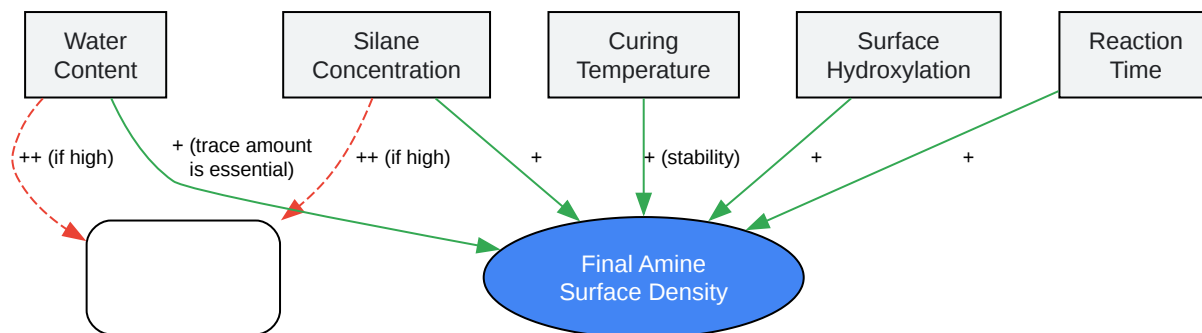 Water
Content
Silane
Concentration
Curing
Temperature
Surface
Hydroxylation
Reaction
Time
++ (if high)
+ (trace amount
is essential)
++ (if high)
+
+ (stability)
+
+
Final Amine
Surface Density